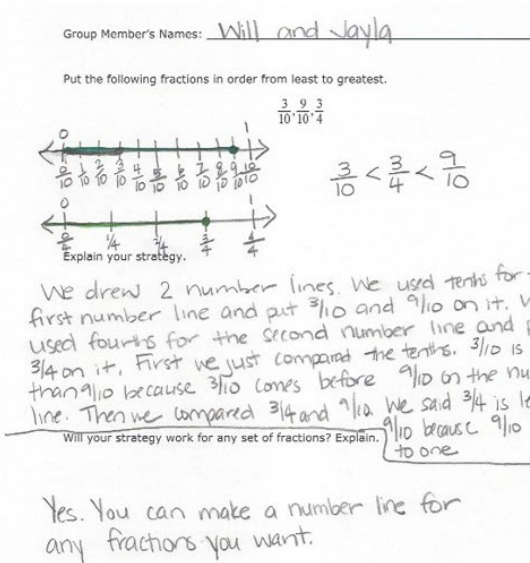 Group Member's Names: Will and Jayla
Put the following fractions in order from least to greatest.
3/10, 9/10, 3/4
0 1
0/10 1/10 2/10 3/10 4/10 5/10 6/10 7/10 8/10 9/10 10/10
3/10 < 3/4 < 9/10
0 1
0/4 1/4 2/4 3/4 4/4
Explain your strategy.
We drew 2 number lines. We used tenths for
first number line and put 3/10 and 9/10 on it.
used fourths for the second number line and
3/4 on it. First we just compared the tenths. 3/10 is
than 9/10 because 3/10 comes before 9/10 on the nu
line. Then we compared 3/4 and 9/10. We said 3/4 is le
9/10 because 9/10
to one
Will your strategy work for any set of fractions? Explain.
Yes. You can make a number line for
any fractions you want.